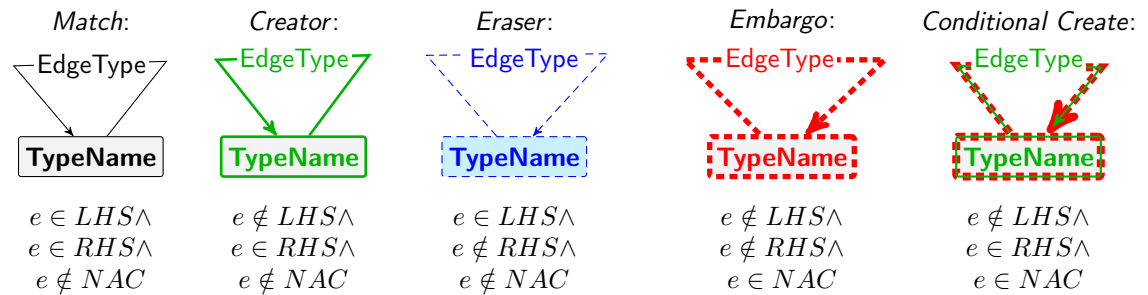 Match: Creator: Eraser: Embargo: Conditional Create:
EdgeType EdgeType EdgeType EdgeType EdgeType
TypeName TypeName TypeName TypeName TypeName
e ∈ LHS∧ e ∉ LHS∧ e ∈ LHS∧ e ∉ LHS∧ e ∉ LHS∧
e ∈ RHS∧ e ∈ RHS∧ e ∉ RHS∧ e ∉ RHS∧ e ∈ RHS∧
e ∉ NAC e ∉ NAC e ∉ NAC e ∈ NAC e ∈ NAC